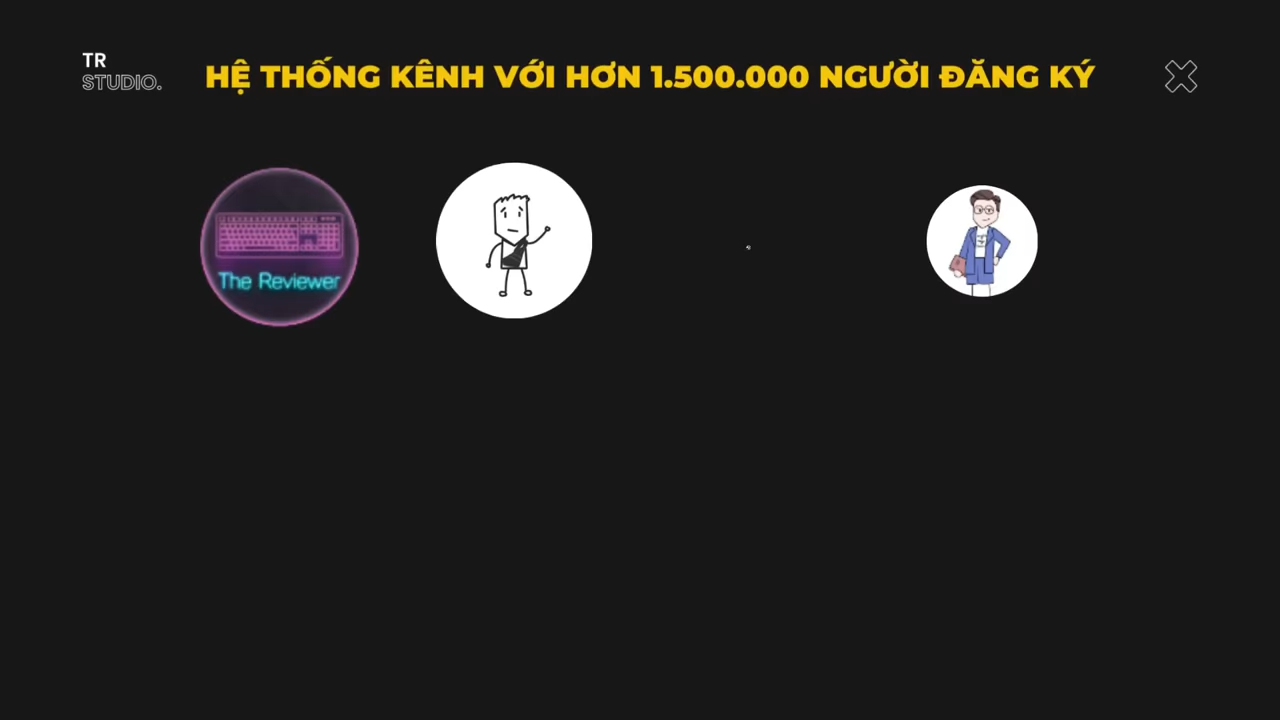 TR
STUDIO.
HỆ THỐNG KÊNH VỚI HƠN 1.500.000 NGƯỜI ĐĂNG KÝ
The Reviewer